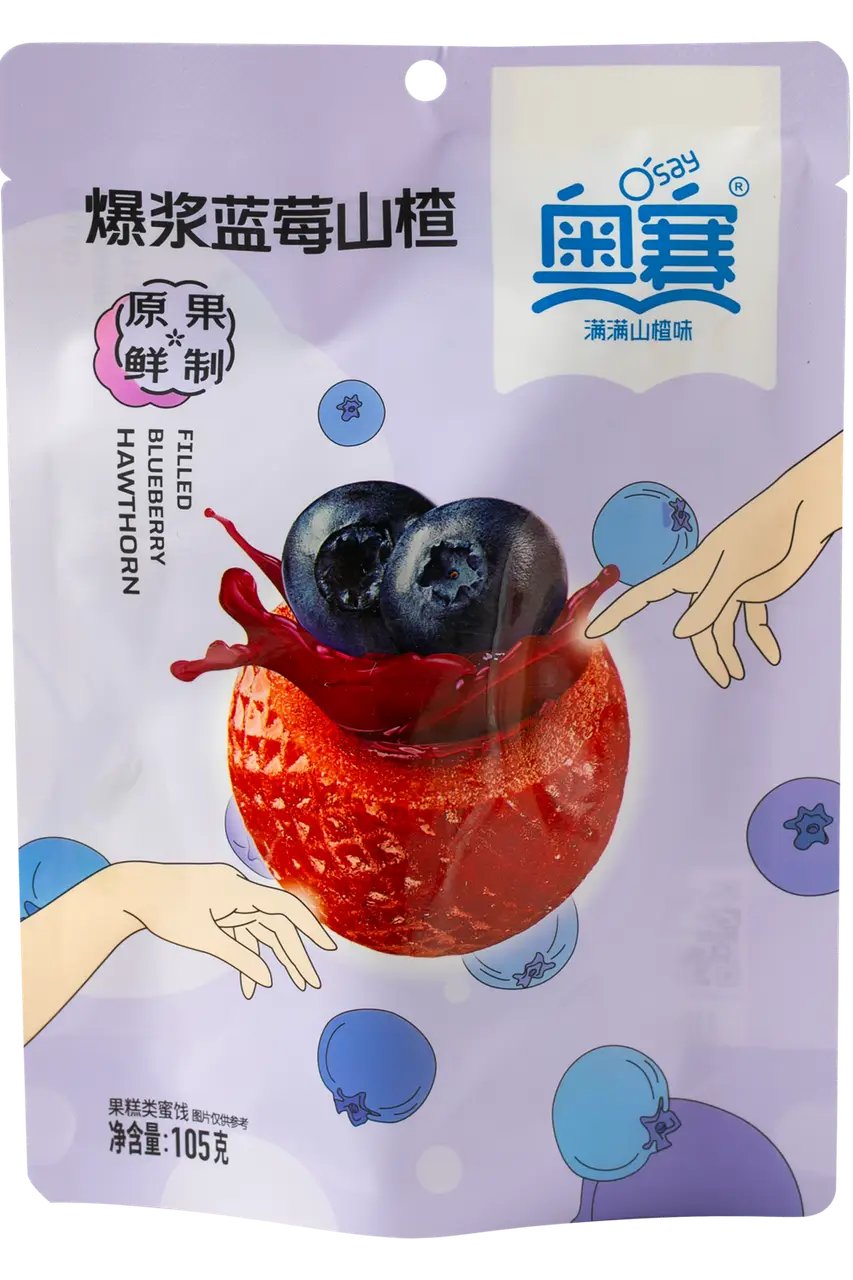 爆浆蓝莓山楂
O'say
奥赛®
满满山楂味
原果
鲜制
FILLED
BLUEBERRY
HAWTHORN
果糕类蜜饯 图片仅供参考
净含量:105克